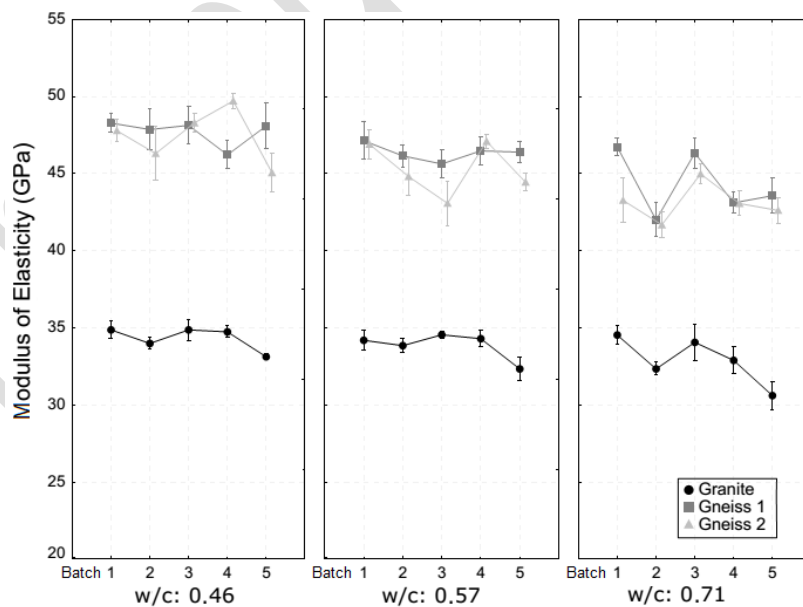 Modulus of Elasticity (GPa)
55
50
45
40
35
30
25
20
Granite
Gneiss 1
Gneiss 2
Batch 1 2 3 4 5 Batch 1 2 3 4 5 Batch 1 2 3 4 5
w/c: 0.46 w/c: 0.57 w/c: 0.71